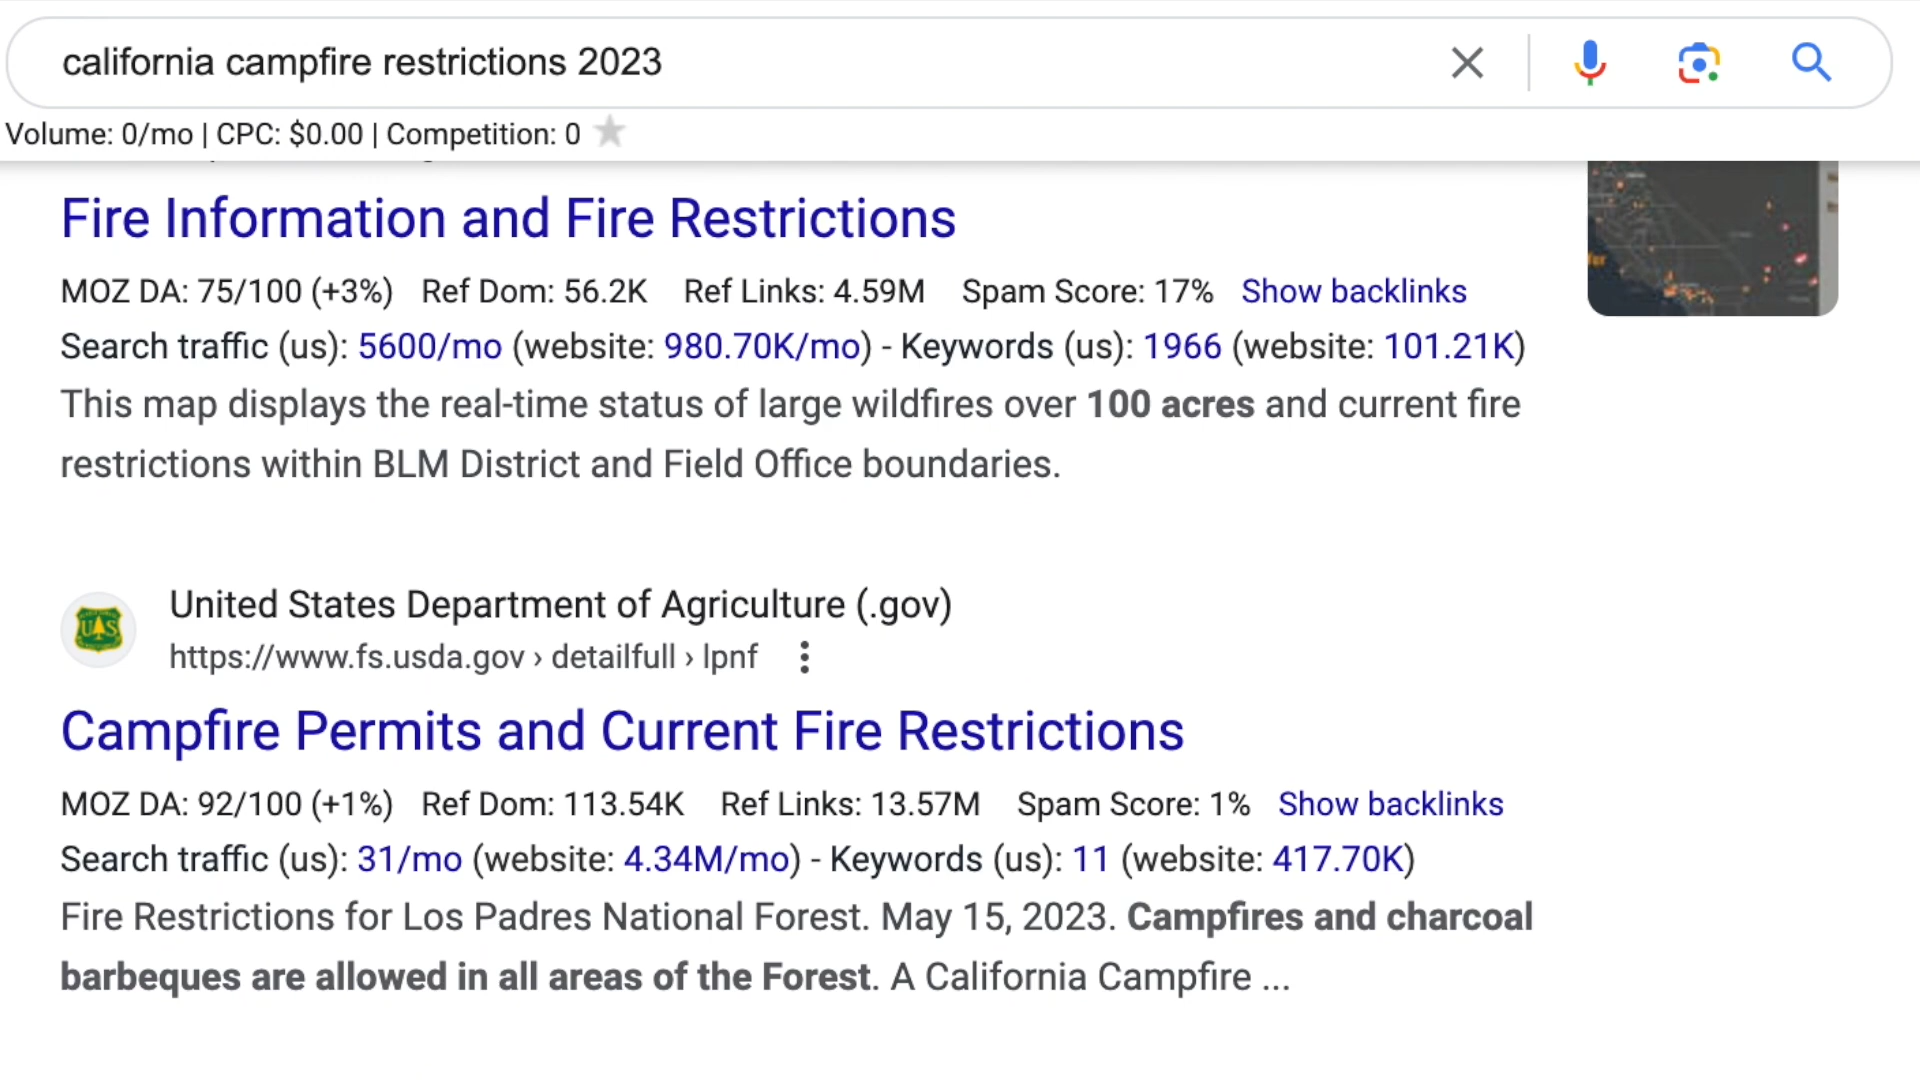 california campfire restrictions 2023
Volume: 0/mo | CPC: $0.00 | Competition: 0
Fire Information and Fire Restrictions
MOZ DA: 75/100 (+3%) Ref Dom: 56.2K Ref Links: 4.59M Spam Score: 17% Show backlinks
Search traffic (us): 5600/mo (website: 980.70K/mo) - Keywords (us): 1966 (website: 101.21K)
This map displays the real-time status of large wildfires over 100 acres and current fire
restrictions within BLM District and Field Office boundaries.
UAS
United States Department of Agriculture (.gov)
https://www.fs.usda.gov › detailfull › lpnf
Campfire Permits and Current Fire Restrictions
MOZ DA: 92/100 (+1%) Ref Dom: 113.54K Ref Links: 13.57M Spam Score: 1% Show backlinks
Search traffic (us): 31/mo (website: 4.34M/mo) - Keywords (us): 11 (website: 417.70K)
Fire Restrictions for Los Padres National Forest. May 15, 2023. Campfires and charcoal
barbeques are allowed in all areas of the Forest. A California Campfire ...